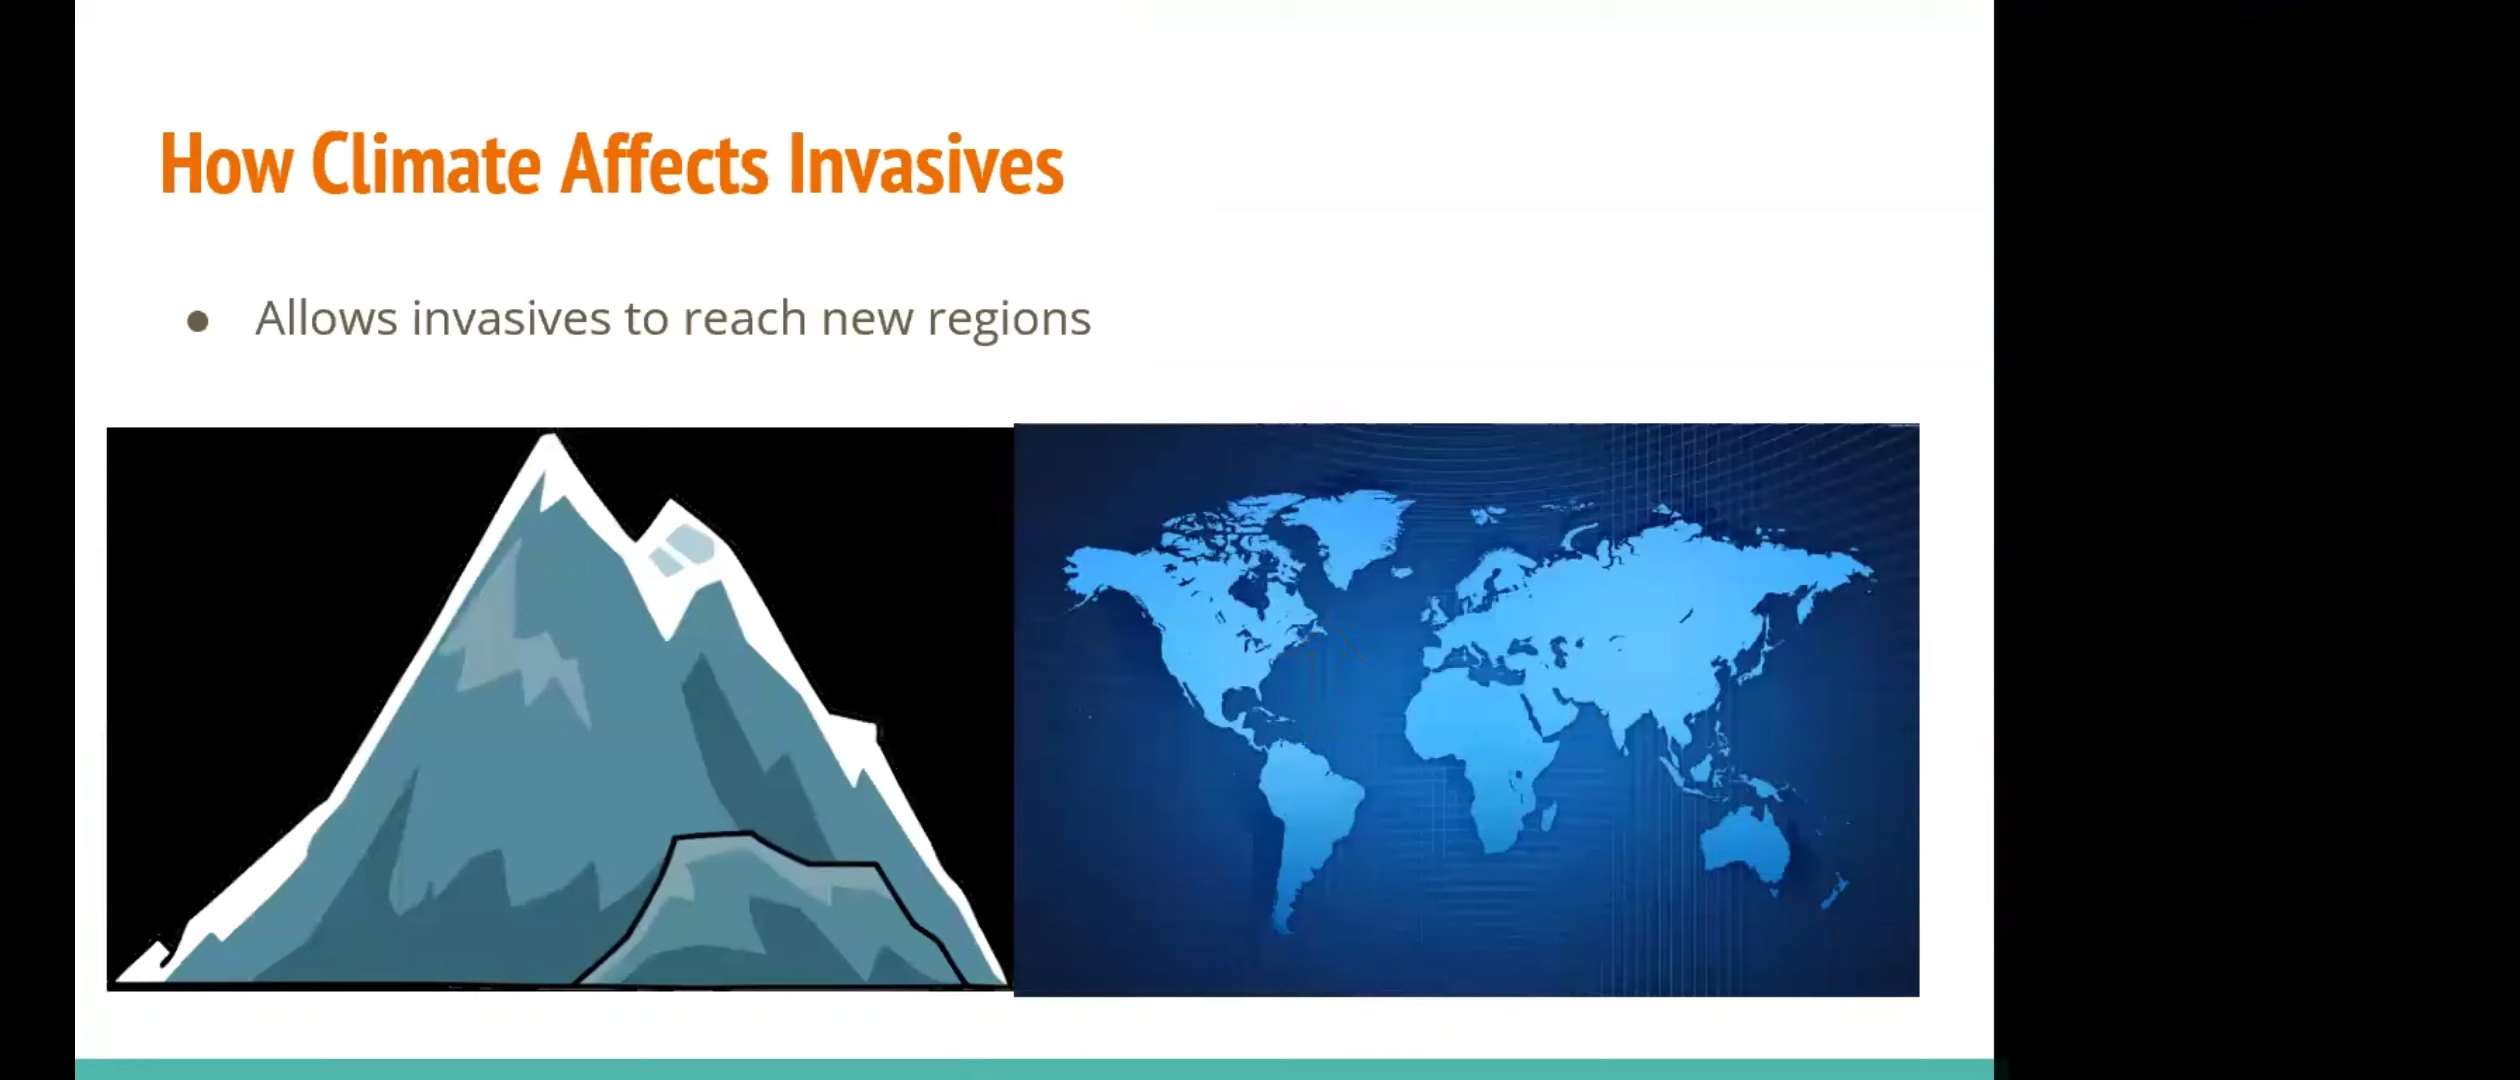 How Climate Affects Invasives
● Allows invasives to reach new regions